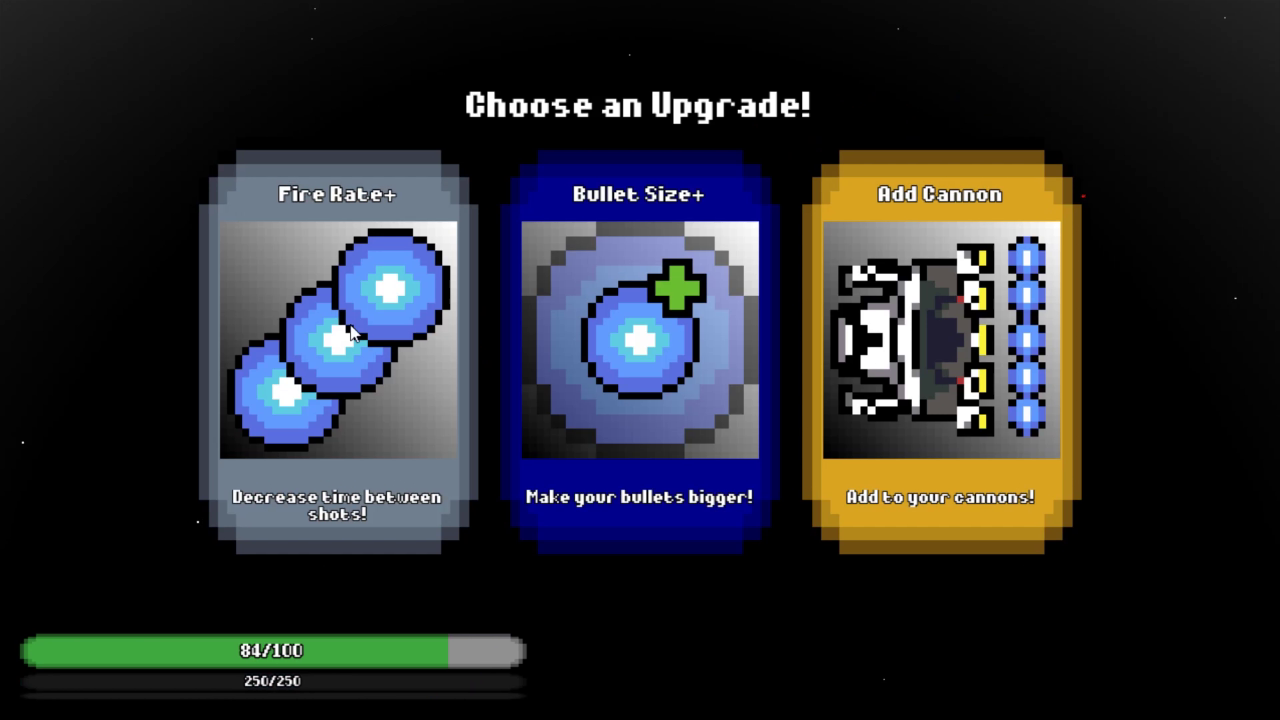 Choose an Upgrade!
Fire Rate+
Bullet Size+
Add Cannon
Decrease time between
shots!
Make your bullets bigger!
Add to your cannons!
84/100
250/250